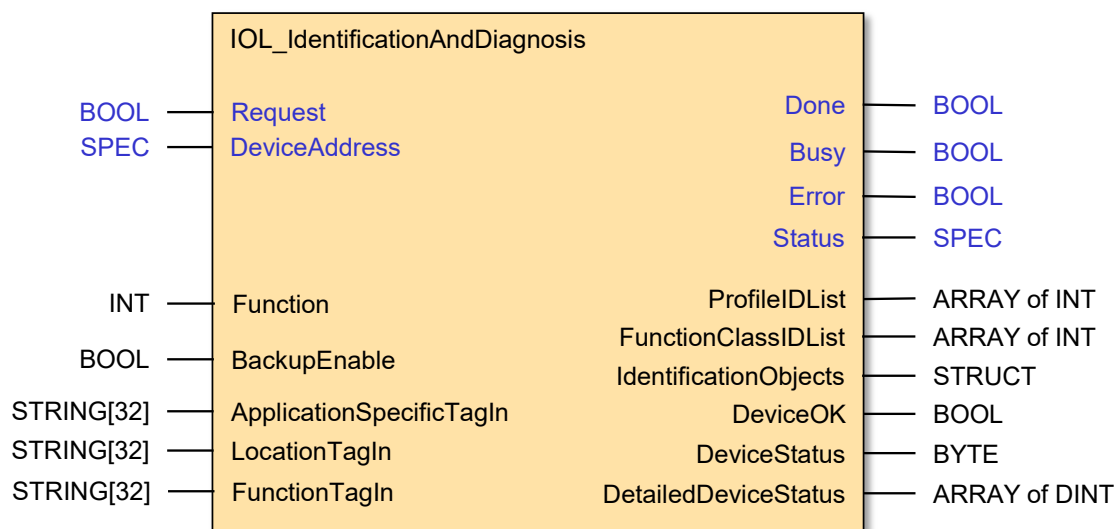 IOL_IdentificationAndDiagnosis
BOOL Request Done BOOL
SPEC DeviceAddress Busy BOOL
Error BOOL
Status SPEC
INT Function ProfileIDList ARRAY of INT
FunctionClassIDList ARRAY of INT
BOOL BackupEnable IdentificationObjects STRUCT
STRING[32] ApplicationSpecificTagIn DeviceOK BOOL
STRING[32] LocationTagIn DeviceStatus BYTE
STRING[32] FunctionTagIn DetailedDeviceStatus ARRAY of DINT